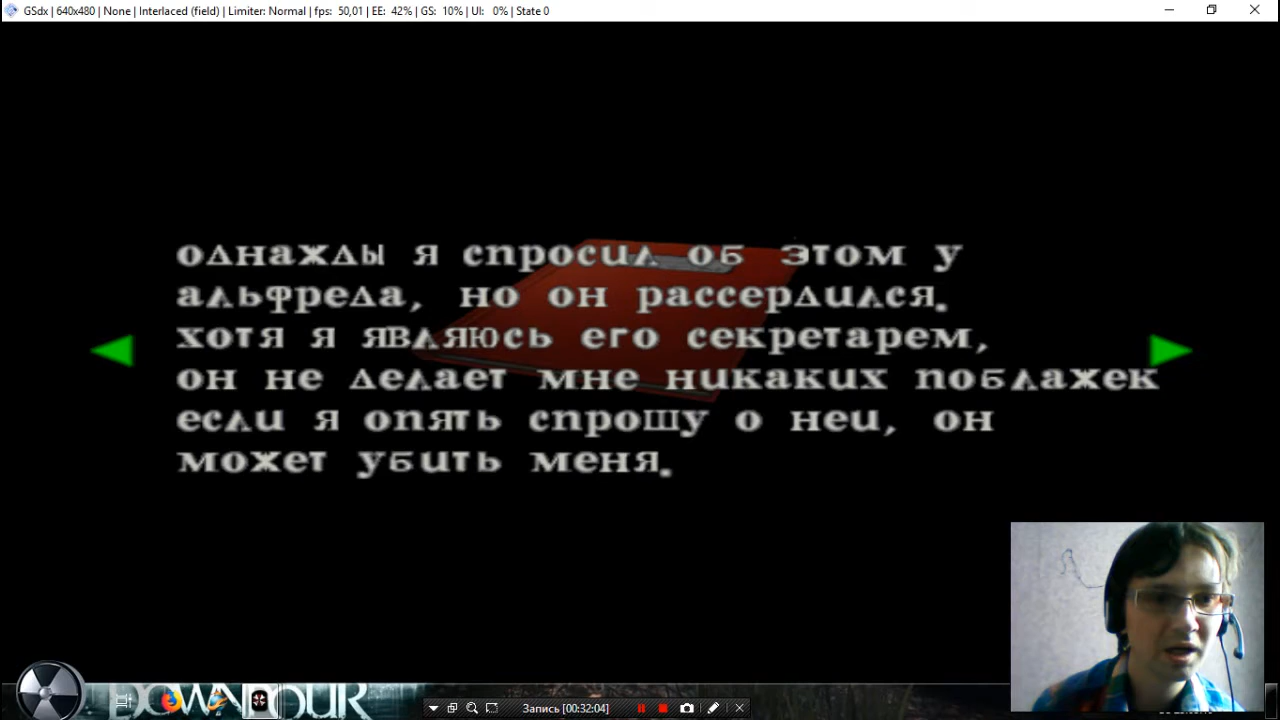 GSdx | 640x480 | None | Interlaced (field) | Limiter: Normal | fps: 50,01 | EE: 42% | GS: 10% | UI: 0% | State 0
однажды я спросил об этом у
альфреда, но он рассердился.
хотя я являюсь его секретарем,
он не делает мне никаких поблажек
если я опять спрошу о неи, он
может убить меня.
DOWNPOUR
Запись [00:32:04]